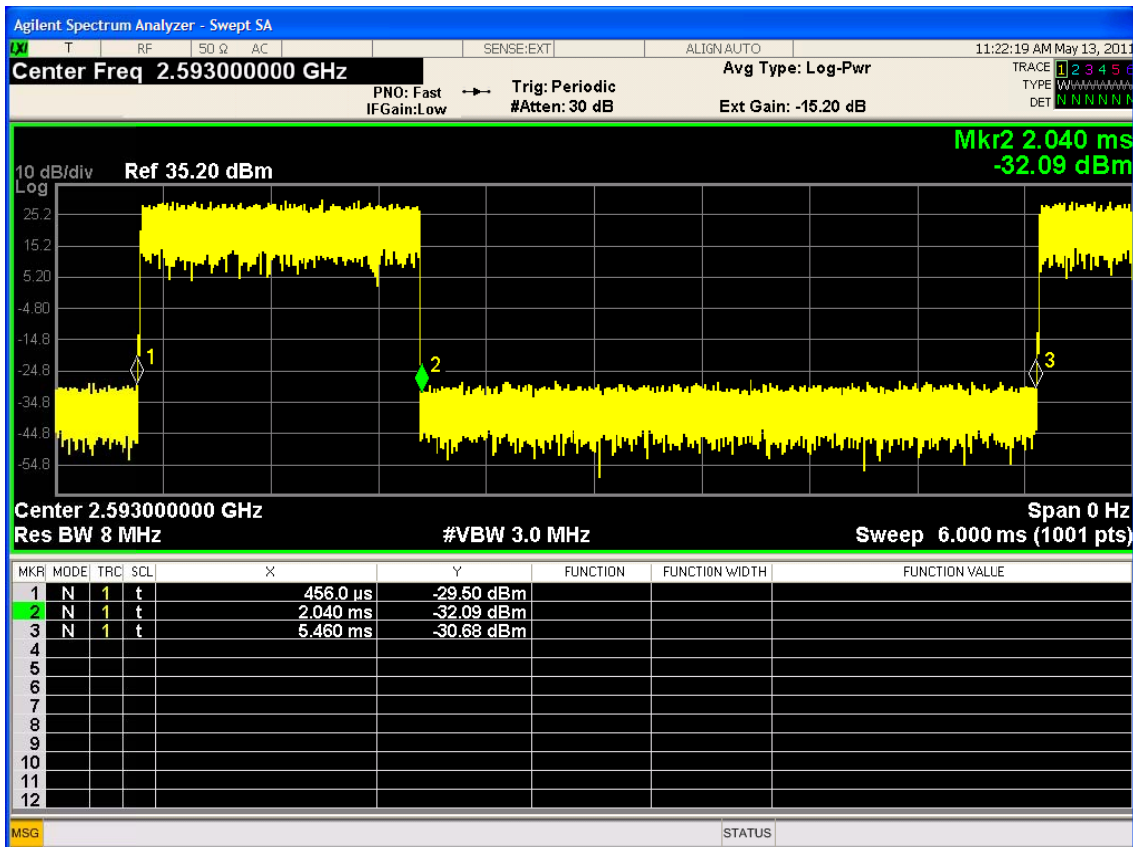 Agilent Spectrum Analyzer - Swept SA
LXI T RF 50 Ω AC SENSE:EXT ALIGN AUTO 11:22:19 AM May 13, 2011
Center Freq 2.593000000 GHz Avg Type: Log-Pwr TRACE 1 2 3 4 5 6
PNO: Fast Trig: Periodic TYPE
IFGain:Low #Atten: 30 dB Ext Gain: -15.20 dB DET N N N N N N
Mkr2 2.040 ms
10 dB/div Ref 35.20 dBm -32.09 dBm
Log
25.2
15.2
5.20
-4.80
-14.8
1 2 3
-24.8
-34.8
-44.8
-54.8
Center 2.593000000 GHz Span 0 Hz
Res BW 8 MHz #VBW 3.0 MHz Sweep 6.000 ms (1001 pts)
MKR MODE TRC SCL X Y FUNCTION FUNCTION WIDTH FUNCTION VALUE
1 N 1 t 456.0 µs -29.50 dBm
2 N 1 t 2.040 ms -32.09 dBm
3 N 1 t 5.460 ms -30.68 dBm
4
5
6
7
8
9
10
11
12
MSG STATUS